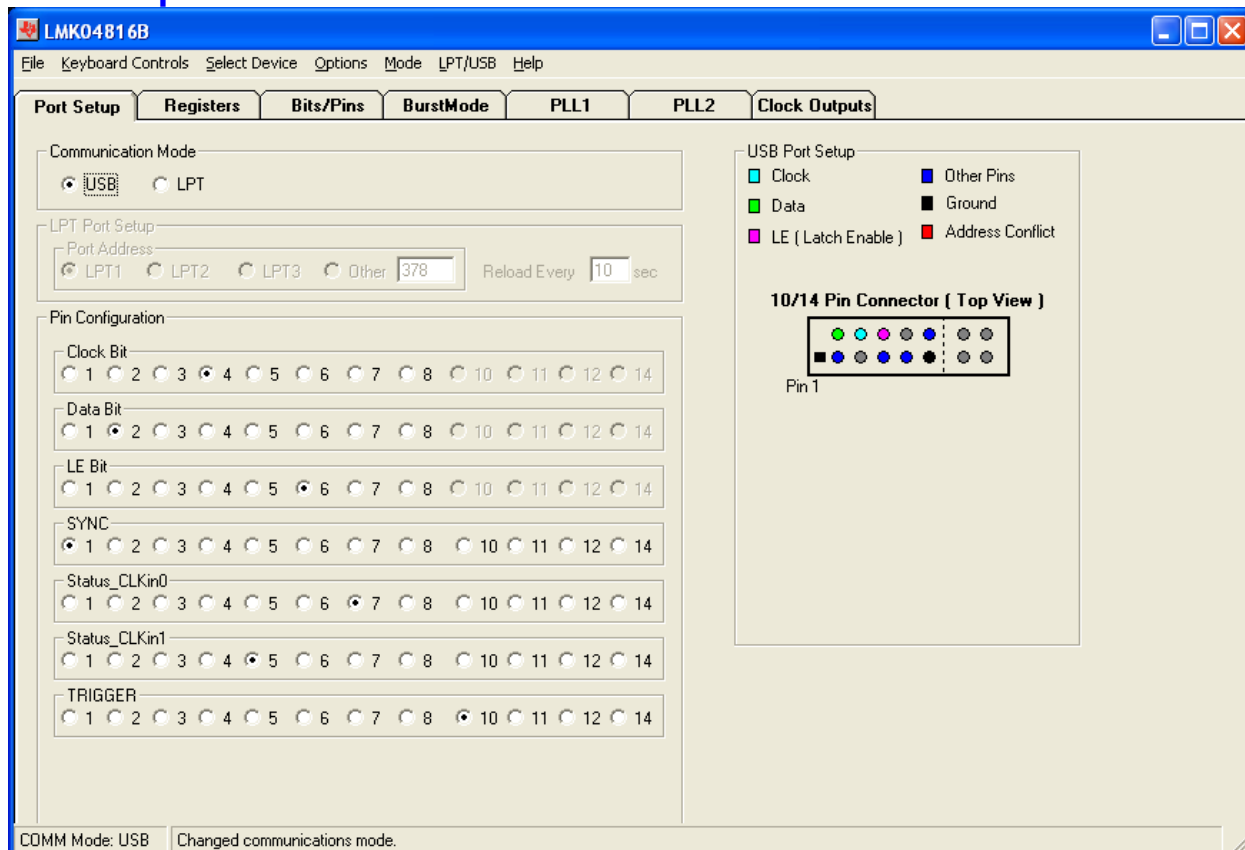 LMK04816B
File Keyboard Controls Select Device Options Mode LPT/USB Help
Port Setup Registers Bits/Pins BurstMode PLL1 PLL2 Clock Outputs
Communication Mode
USB LPT
LPT Port Setup
Port Address
LPT1 LPT2 LPT3 Other 378 Reload Every 10 sec
Pin Configuration
Clock Bit
1 2 3 4 5 6 7 8 10 11 12 14
Data Bit
1 2 3 4 5 6 7 8 10 11 12 14
LE Bit
1 2 3 4 5 6 7 8 10 11 12 14
SYNC
1 2 3 4 5 6 7 8 10 11 12 14
Status_CLKin0
1 2 3 4 5 6 7 8 10 11 12 14
Status_CLKin1
1 2 3 4 5 6 7 8 10 11 12 14
TRIGGER
1 2 3 4 5 6 7 8 10 11 12 14
USB Port Setup
Clock Other Pins
Data Ground
LE ( Latch Enable ) Address Conflict
10/14 Pin Connector ( Top View )
Pin 1
COMM Mode: USB Changed communications mode.